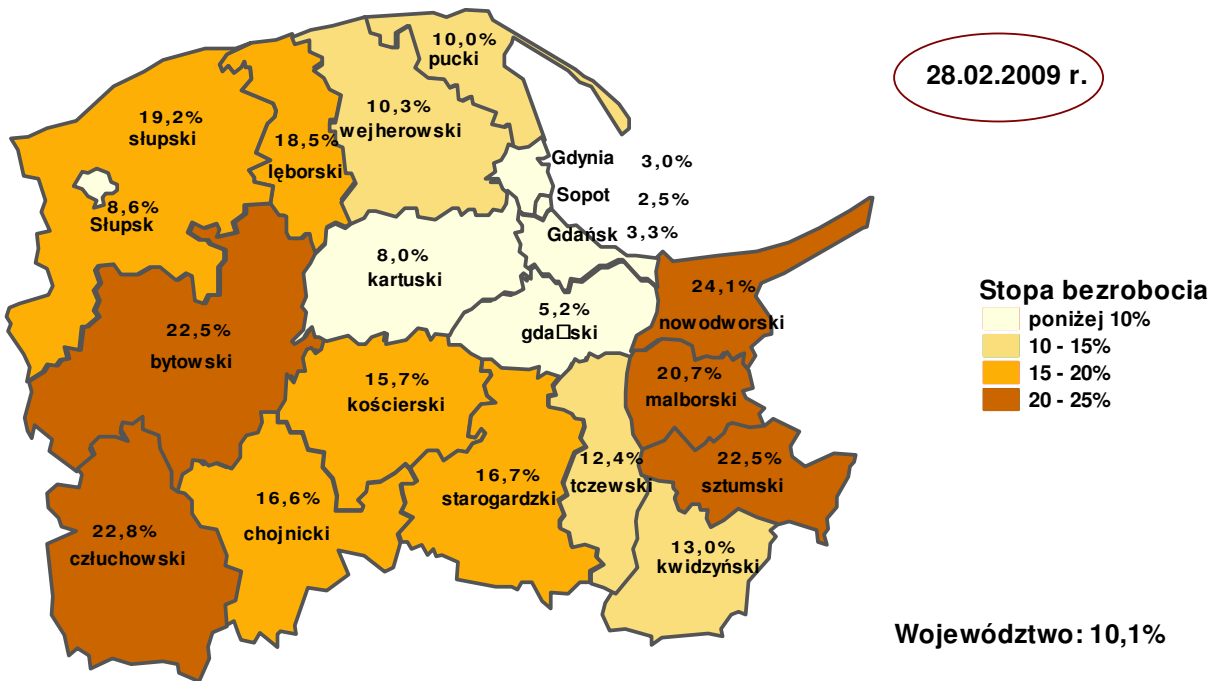 28.02.2009 r.
10,0%
pucki
10,3%
wejherowski
19,2%
słupski
18,5%
lęborski
Gdynia 3,0%
Sopot 2,5%
Gdańsk 3,3%
8,6%
Słupsk
8,0%
kartuski
5,2%
gda□ski
24,1%
nowodworski
22,5%
bytowski
15,7%
kościerski
20,7%
malborski
12,4%
tczewski
22,5%
sztumski
16,7%
starogardzki
16,6%
chojnicki
22,8%
człuchowski
13,0%
kwidzyński
Stopa bezrobocia
poniżej 10%
10 - 15%
15 - 20%
20 - 25%
Województwo: 10,1%